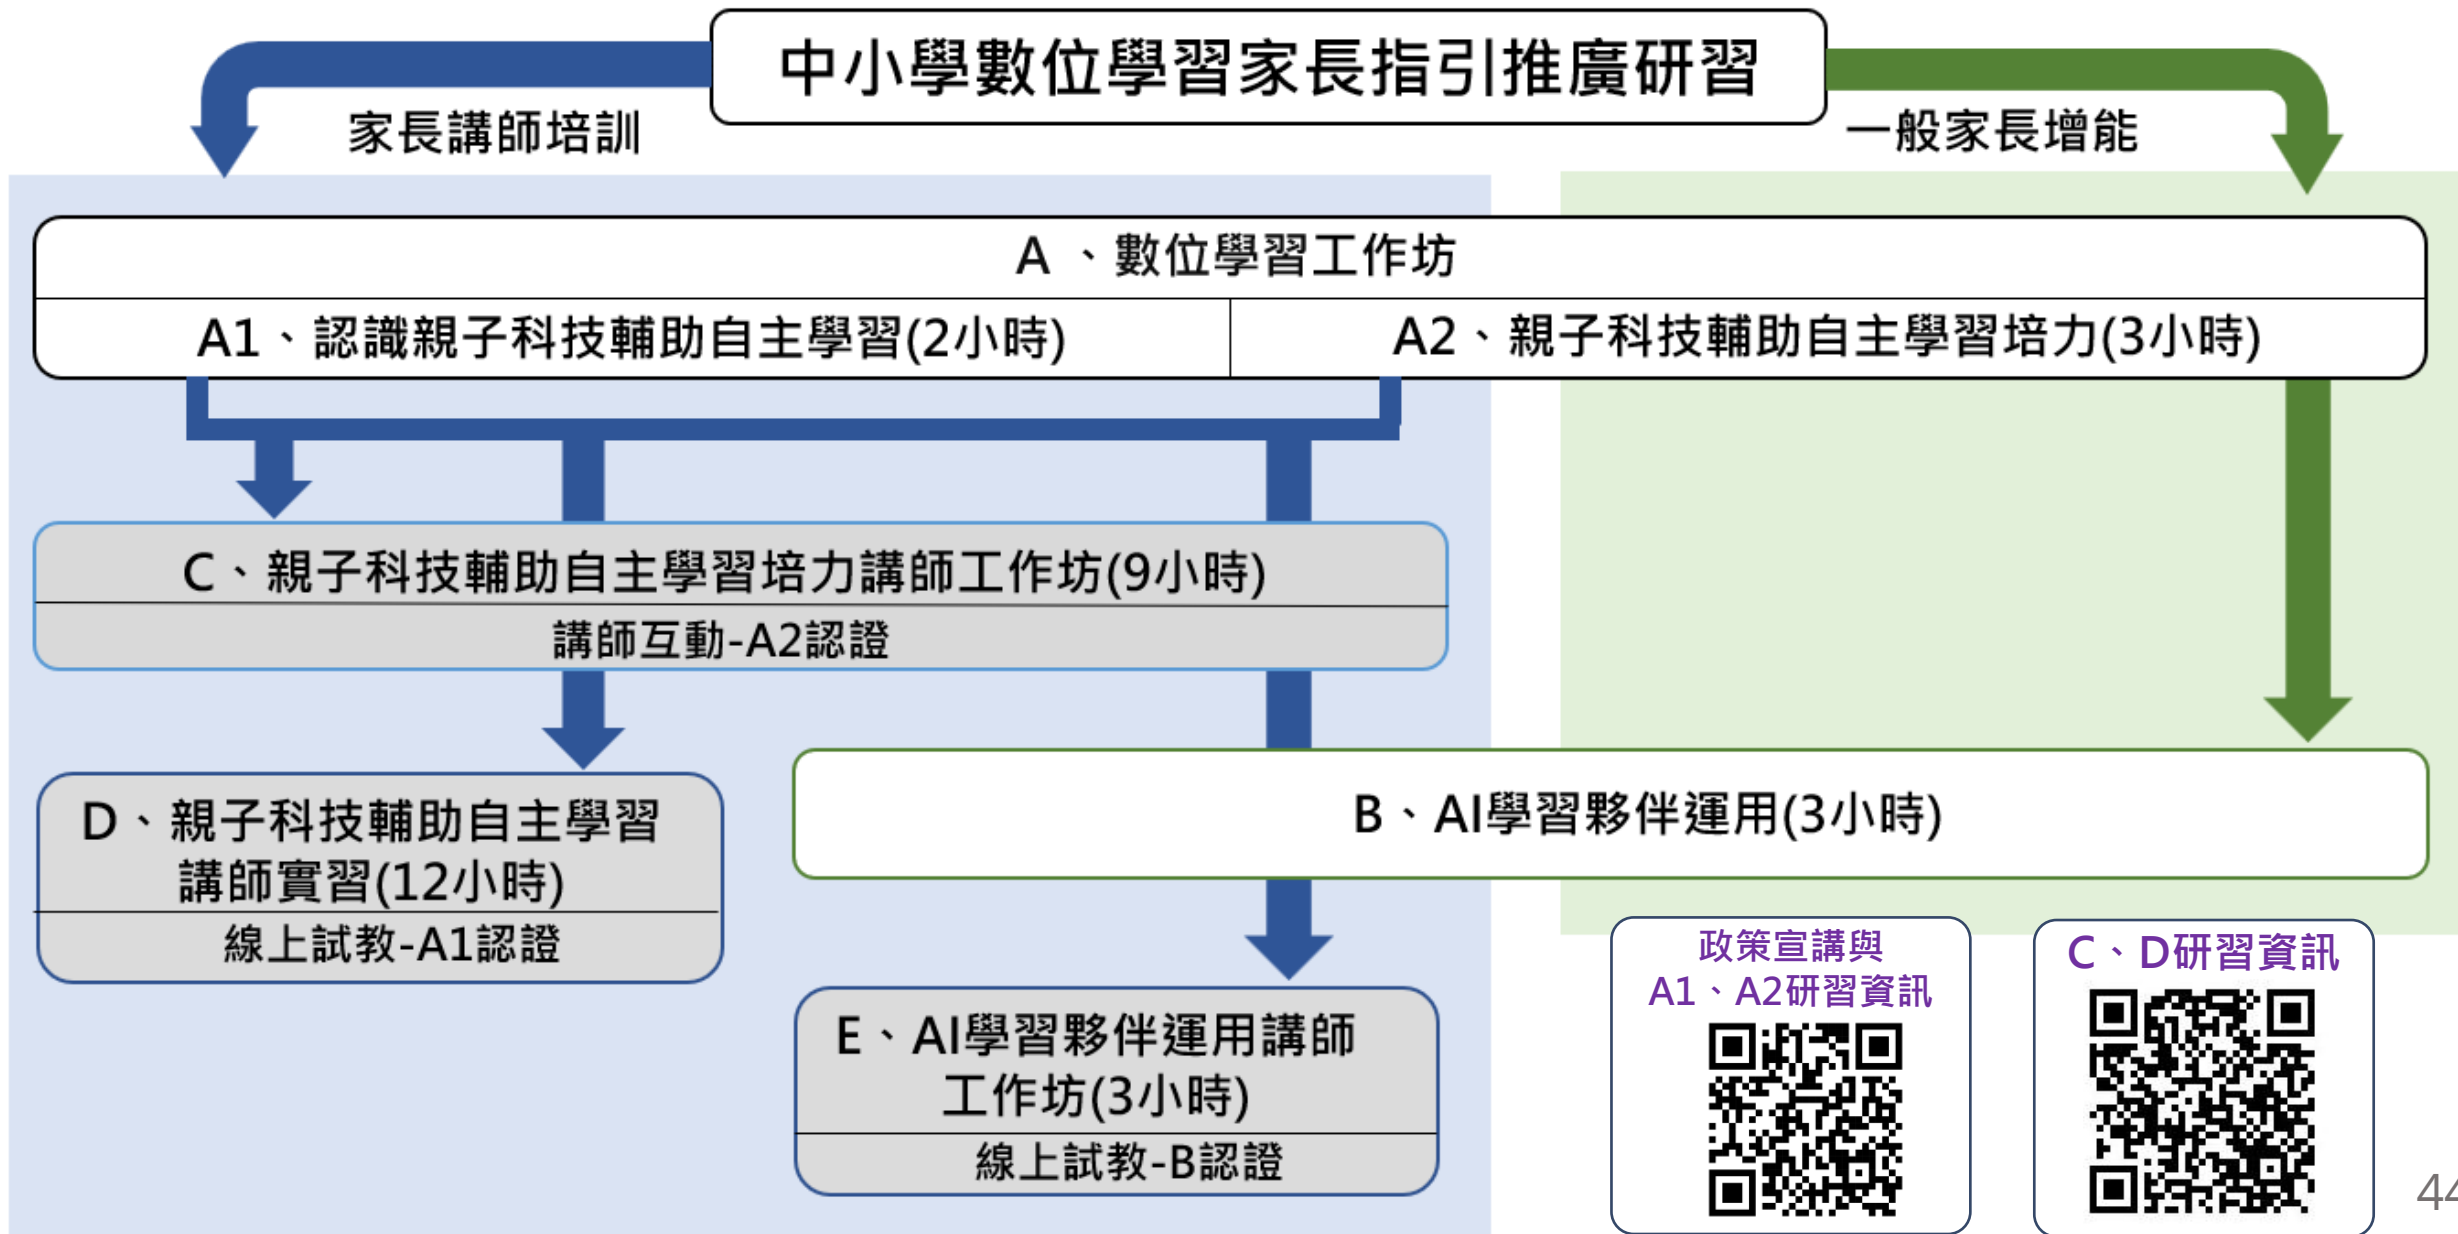 中小學數位學習家長指引推廣研習
家長講師培訓
一般家長增能
A、數位學習工作坊
A1、認識親子科技輔助自主學習(2小時)
A2、親子科技輔助自主學習培力(3小時)
C、親子科技輔助自主學習培力講師工作坊(9小時)
講師互動-A2認證
D、親子科技輔助自主學習
講師實習(12小時)
線上試教-A1認證
B、AI學習夥伴運用(3小時)
E、AI學習夥伴運用講師
工作坊(3小時)
線上試教-B認證
政策宣講與
A1、A2研習資訊
C、D研習資訊
44